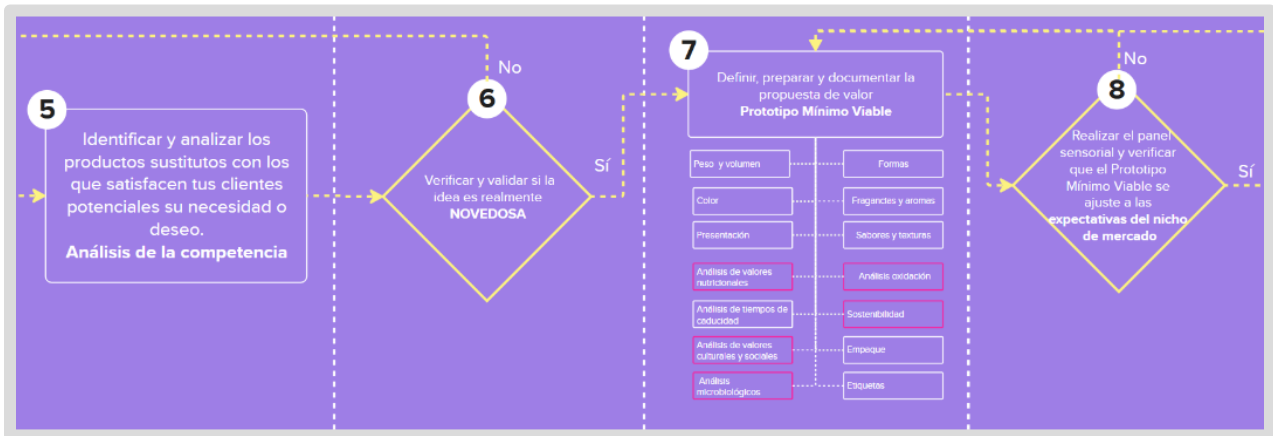 5
Identificar y analizar los
productos sustitutos con los
que satisfacen tus clientes
potenciales su necesidad o
deseo.
Análisis de la competencia
No
6
Verificar y validar si la
idea es realmente
NOVEDOSA
Sí
7
Definir, preparar y documentar la
propuesta de valor
Prototipo Mínimo Viable
Peso y volumen
Formas
Color
Fragancies y aromas
Presentación
Sabores y texturas
Análisis de valores
nutricionales
Análisis oxidación
Análisis de tiempos de
caducidad
Sostenibilidad
Análisis de valores
culturales y sociales
Empeque
Análisis
microbiológicos
Etiquetas
No
8
Realizar el panel
sensorial y verificar
que el Prototipo
Mínimo Viable se
ajuste a las
expectativas del nicho
de mercado
Sí